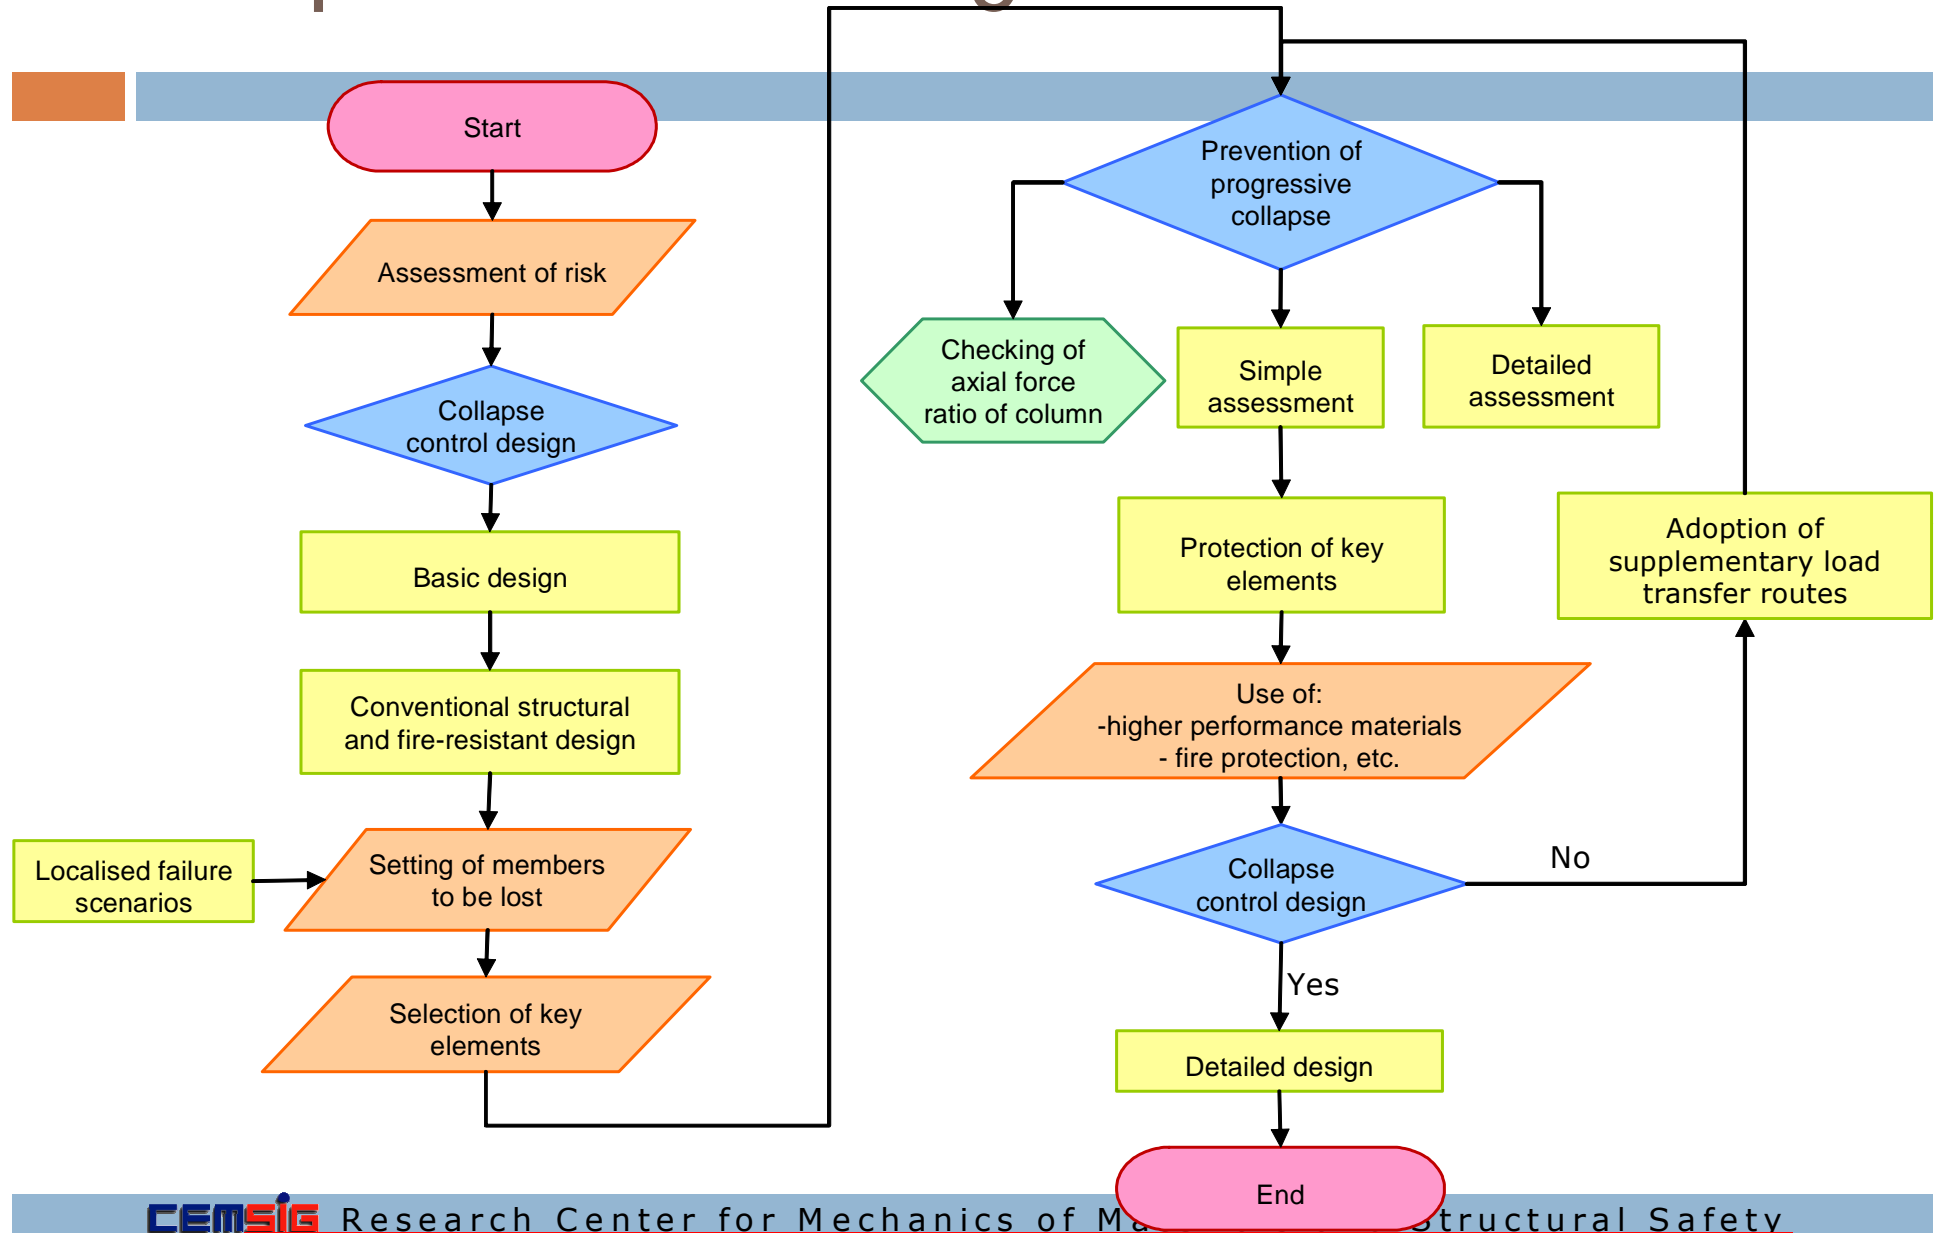 Start
Assessment of risk
Collapse
control design
Basic design
Conventional structural
and fire-resistant design
Localised failure
scenarios
Setting of members
to be lost
Selection of key
elements
Prevention of
progressive
collapse
Checking of
axial force
ratio of column
Simple
assessment
Detailed
assessment
Protection of key
elements
Adoption of
supplementary load
transfer routes
Use of:
-higher performance materials
- fire protection, etc.
Collapse
control design
No
Yes
Detailed design
End
CEMSIG Research Center for Mechanics of Structural Safety